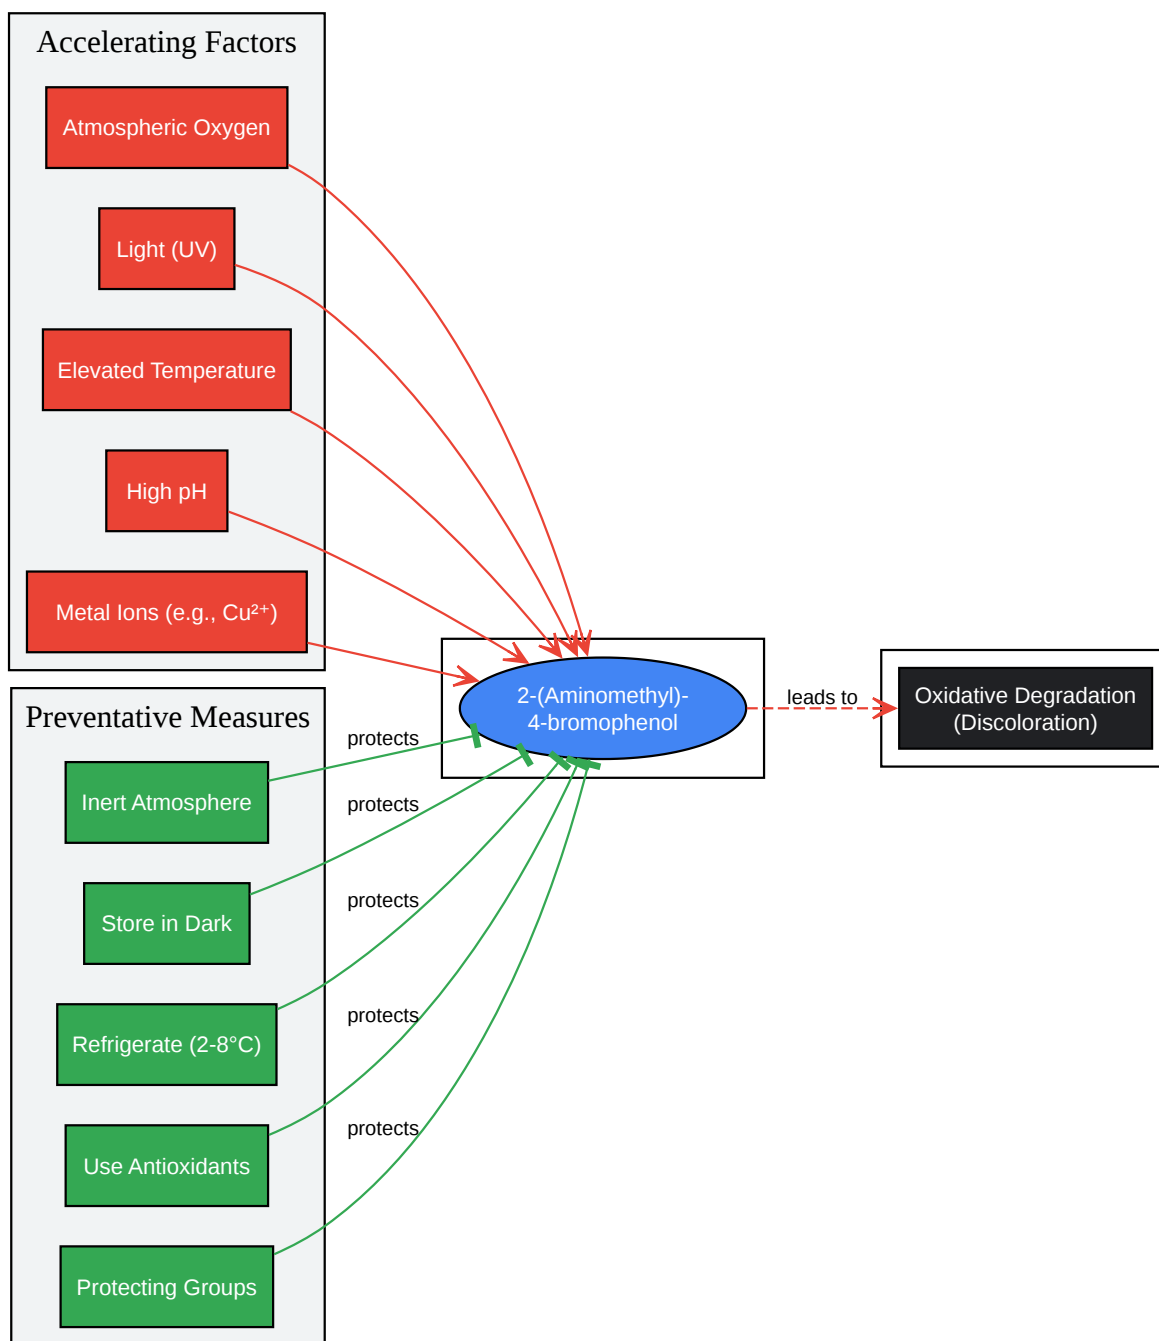 Accelerating Factors
Atmospheric Oxygen
Light (UV)
Elevated Temperature
High pH
Metal Ions (e.g., Cu²⁺)
Preventative Measures
Inert Atmosphere
Store in Dark
Refrigerate (2-8°C)
Use Antioxidants
Protecting Groups
protects
protects
protects
protects
protects
2-(Aminomethyl)-
4-bromophenol
leads to
Oxidative Degradation
(Discoloration)